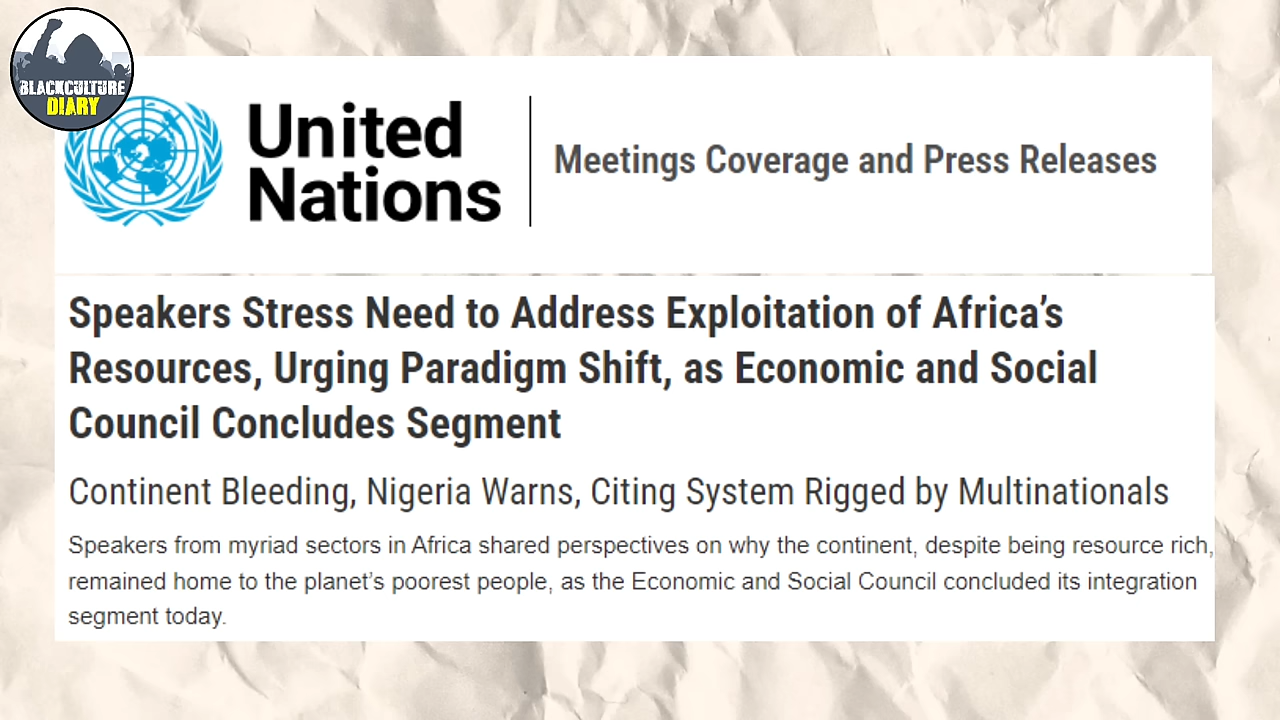 BLACKCULTURE
DIARY
United
Nations
Meetings Coverage and Press Releases
Speakers Stress Need to Address Exploitation of Africa’s
Resources, Urging Paradigm Shift, as Economic and Social
Council Concludes Segment
Continent Bleeding, Nigeria Warns, Citing System Rigged by Multinationals
Speakers from myriad sectors in Africa shared perspectives on why the continent, despite being resource rich,
remained home to the planet’s poorest people, as the Economic and Social Council concluded its integration
segment today.